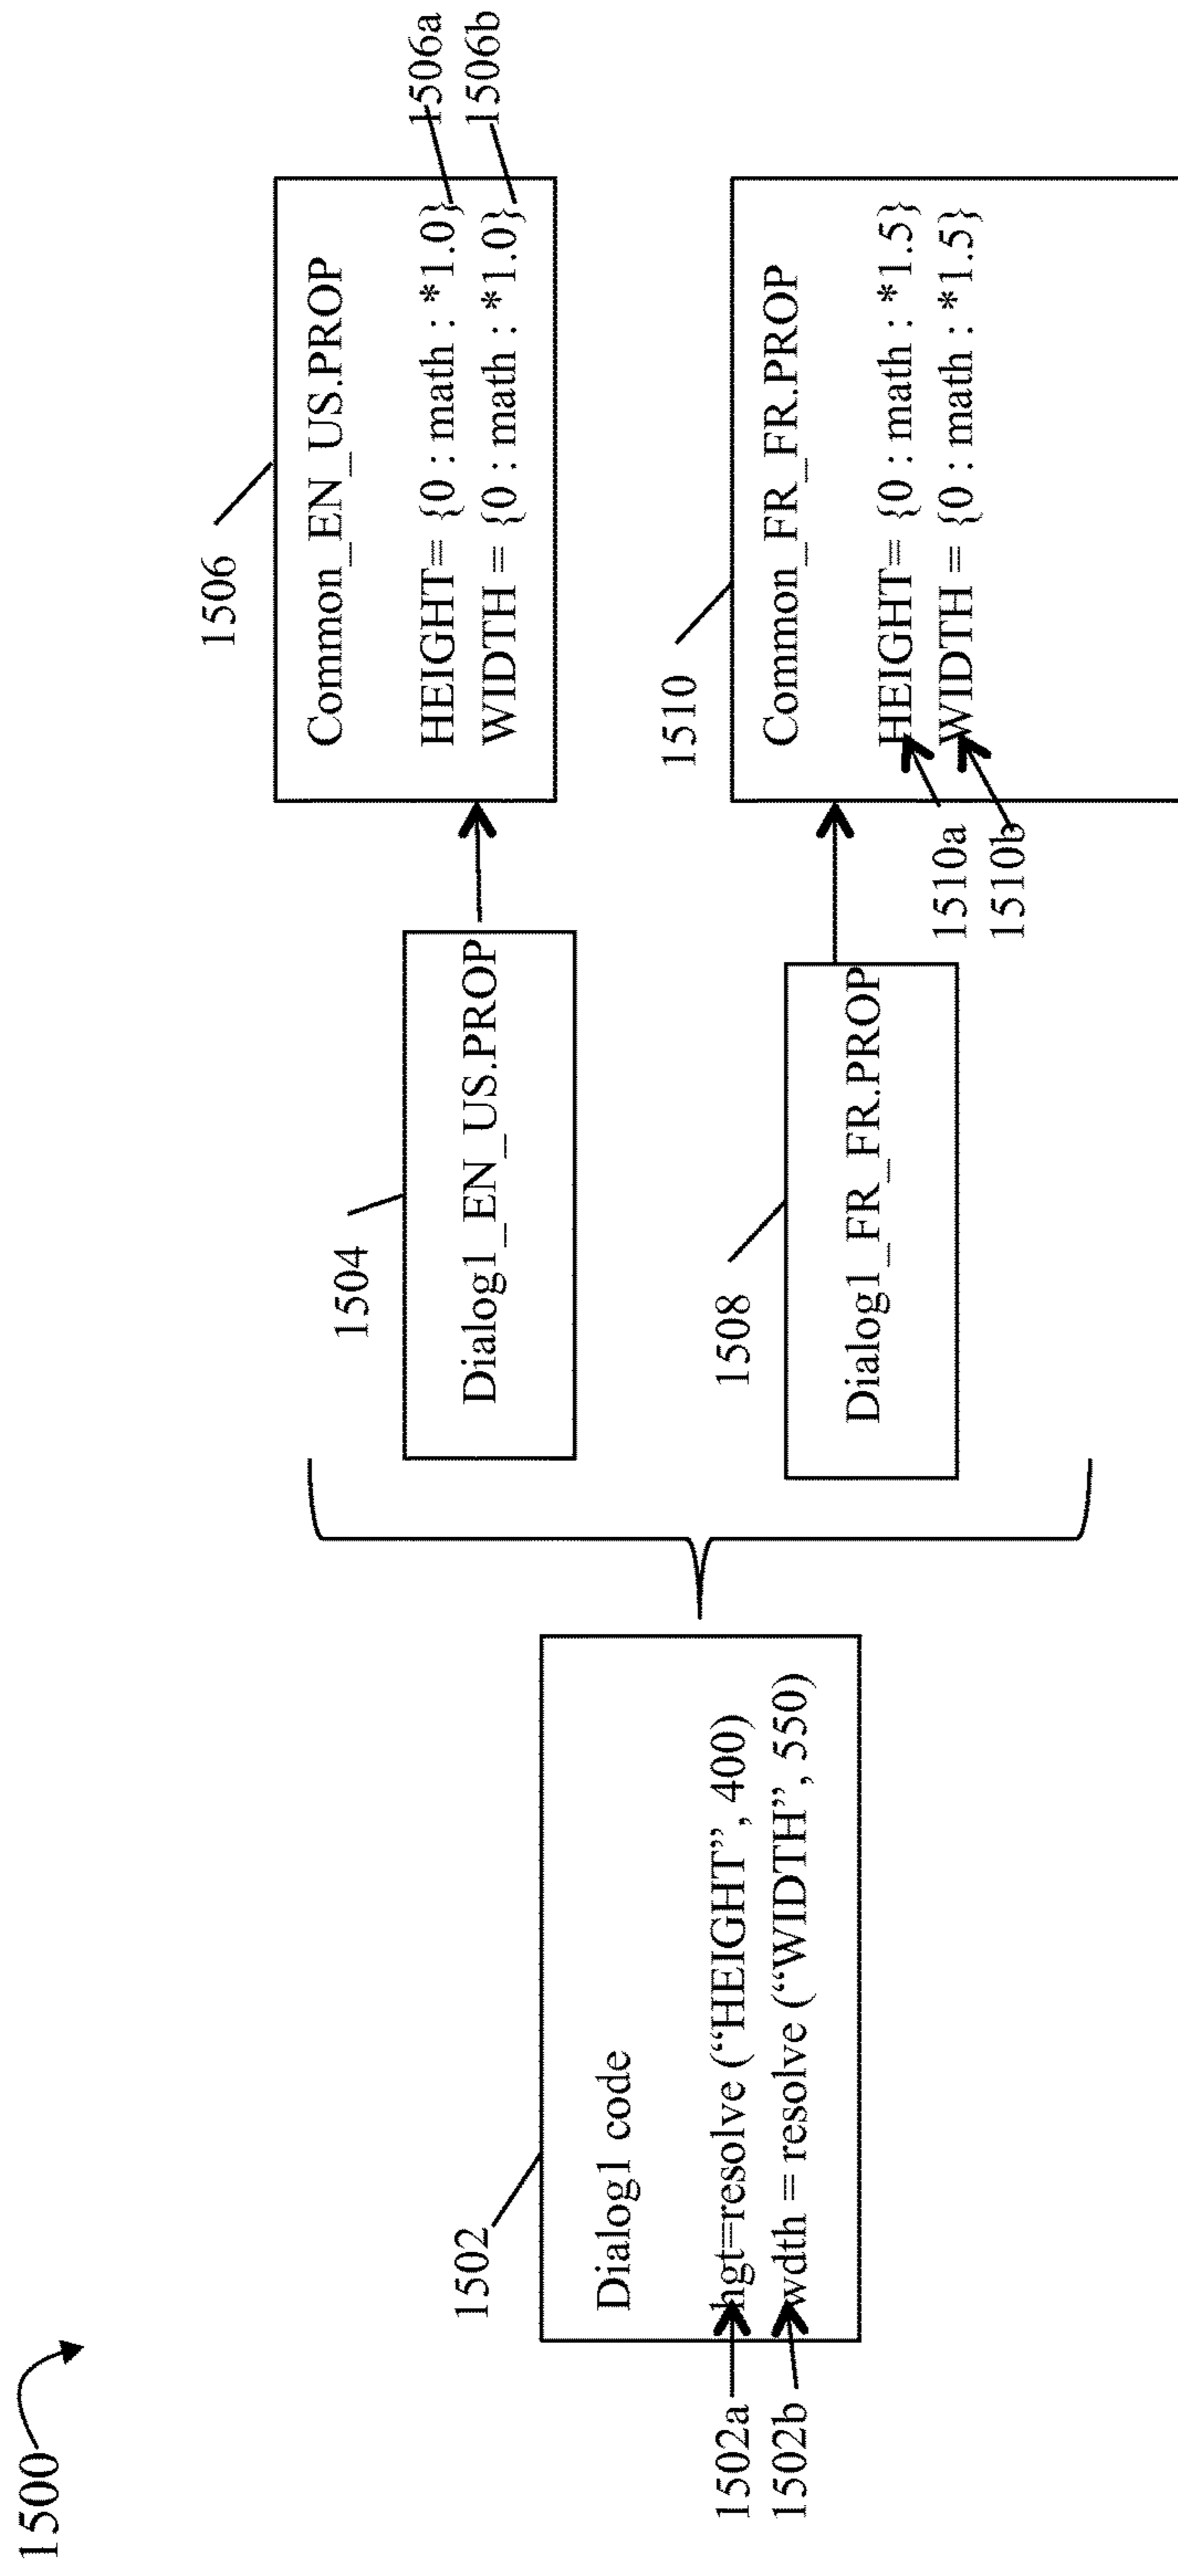 1500
1502
Dialog1 code
1502a
hgt=resolve (“HEIGHT”, 400)
1502b
wdth = resolve (“WIDTH”, 550)
1504
Dialog1_EN_US.PROP
1506
Common_EN_US.PROP
HEIGHT= {0 : math : *1.0}
1506a
WIDTH = {0 : math : *1.0}
1506b
1508
Dialog1_FR_FR.PROP
1510
Common_FR_FR.PROP
HEIGHT= {0 : math : *1.5}
WIDTH = {0 : math : *1.5}
1510a
1510b